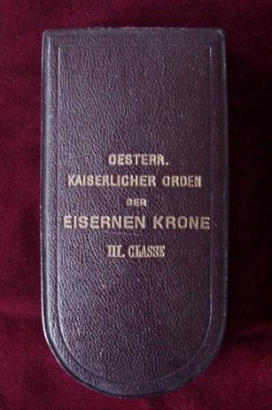 OESTERR.
KAISERLICHER ORDEN
DER
EISERNEN KRONE
III. CLASSE